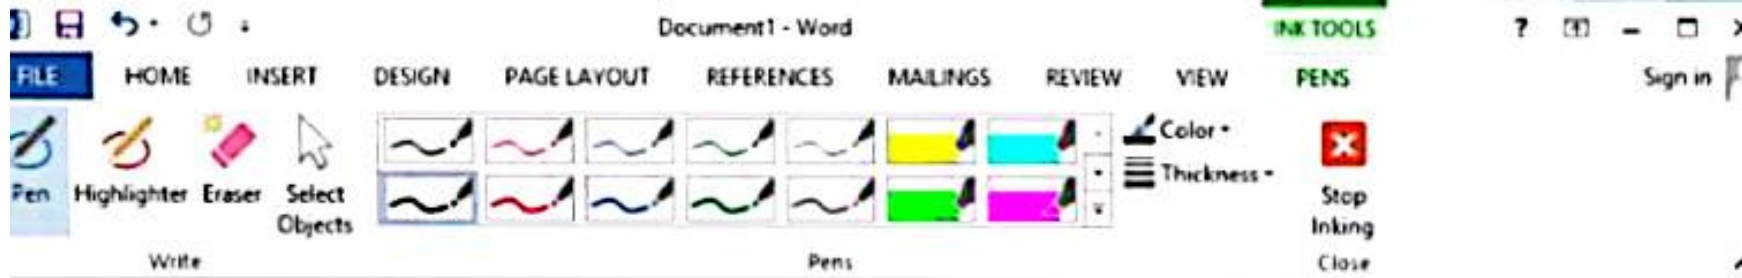 Document1 - Word
INK TOOLS
?
FILE HOME INSERT DESIGN PAGE LAYOUT REFERENCES MAILINGS REVIEW VIEW PENS Sign in
Pen Highlighter Eraser Select Objects
Color
Thickness
Stop Inking
Write Pens Close